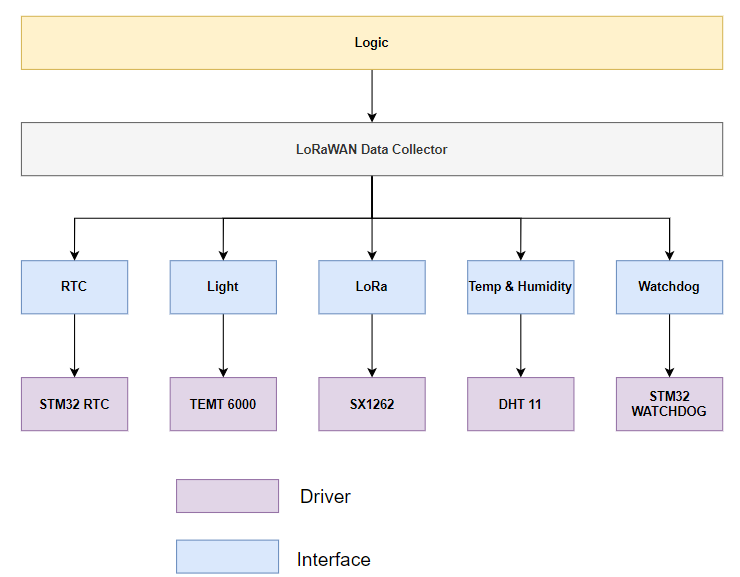 Logic
LoRaWAN Data Collector
RTC
Light
LoRa
Temp & Humidity
Watchdog
STM32 RTC
TEMT 6000
SX1262
DHT 11
STM32
WATCHDOG
Driver
Interface